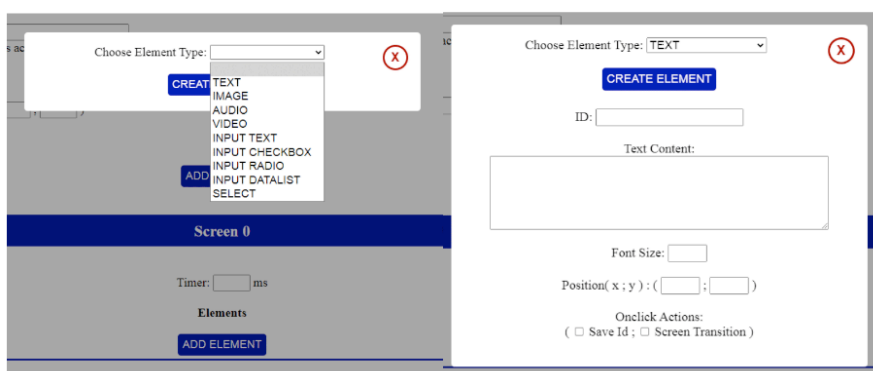 s ac
Choose Element Type:
X
CREAT
TEXT
IMAGE
AUDIO
VIDEO
INPUT TEXT
INPUT CHECKBOX
INPUT RADIO
INPUT DATALIST
SELECT
; )
ADD
Screen 0
Timer: ms
Elements
ADD ELEMENT
Choose Element Type: TEXT
X
CREATE ELEMENT
ID:
Text Content:
Font Size:
Position( x ; y ) : ( ; )
Onclick Actions:
( Save Id ; Screen Transition )